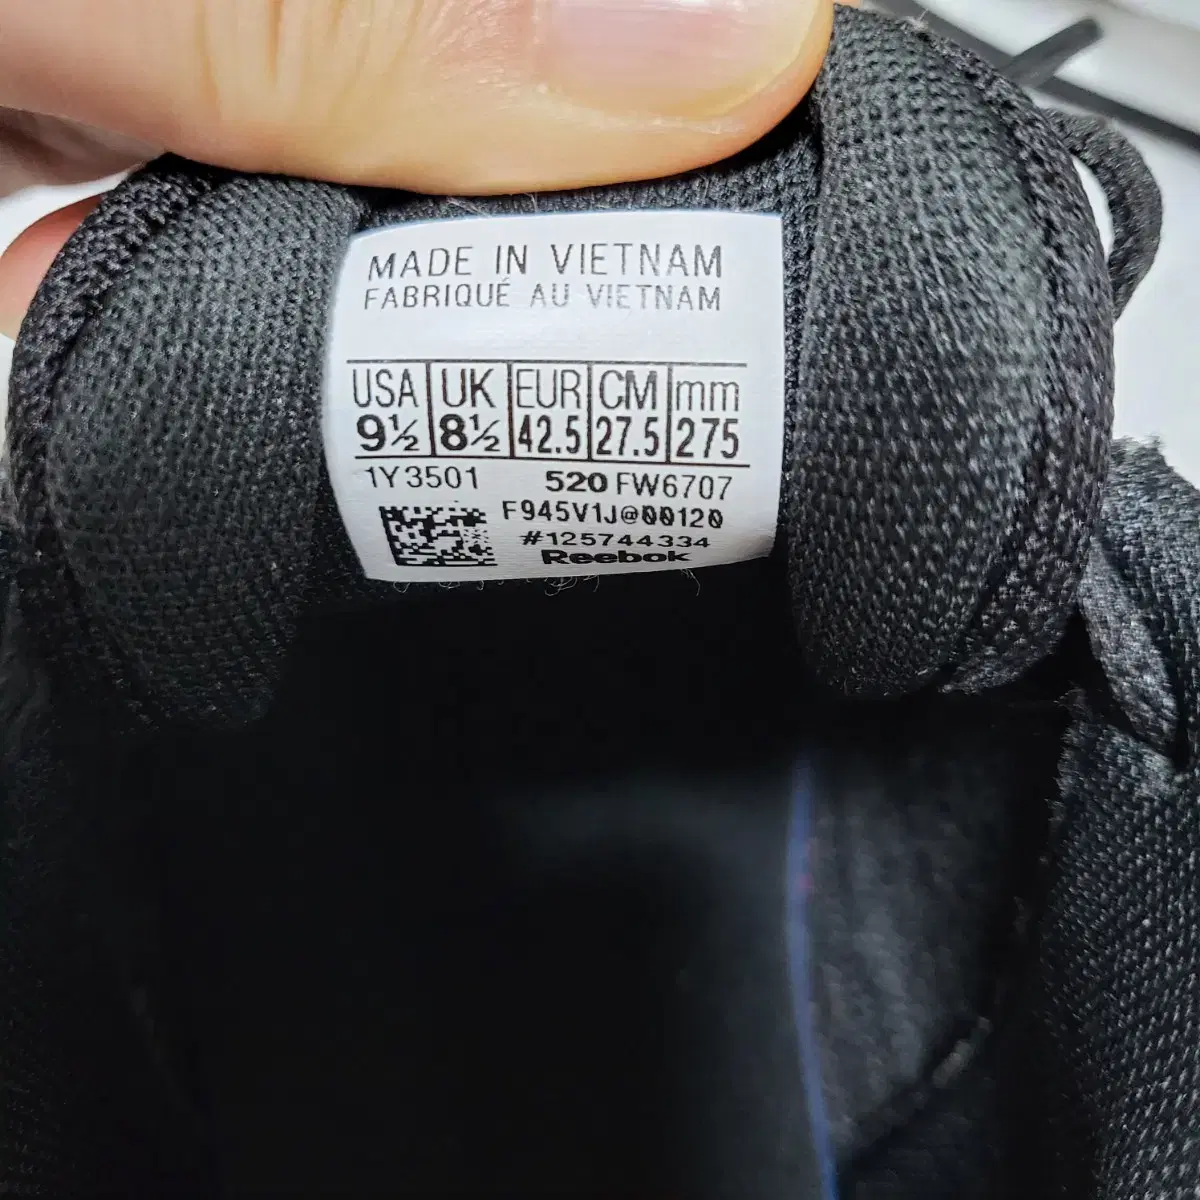 MADE IN VIETNAM
FABRIQUÉ AU VIETNAM
USA UK EUR CM mm
9½ 8½ 42.5 27.5 275
1Y3501 520 FW6707
F945V1J@00120
#125744334
Reebok